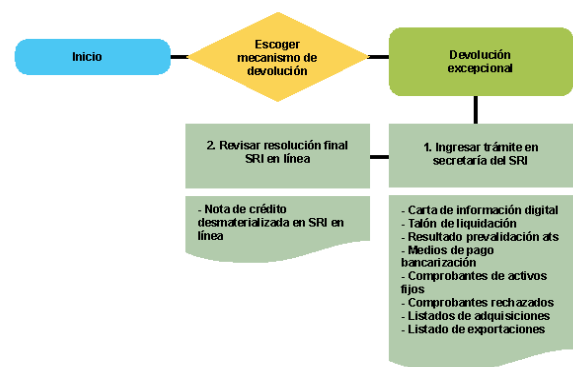 Inicio
Escoger
mecanismo de
devolución
Devolución
excepcional
2. Revisar resolución final
SRI en línea
1. Ingresar trámite en
secretaría del SRI
- Nota de crédito
desmaterializada en SRI en
línea
- Carta de información digital
- Talón de liquidación
- Resultado prevalidación ats
- Medios de pago
bancarización
- Comprobantes de activos
fijos
- Comprobantes rechazados
- Listados de adquisiciones
- Listado de exportaciones